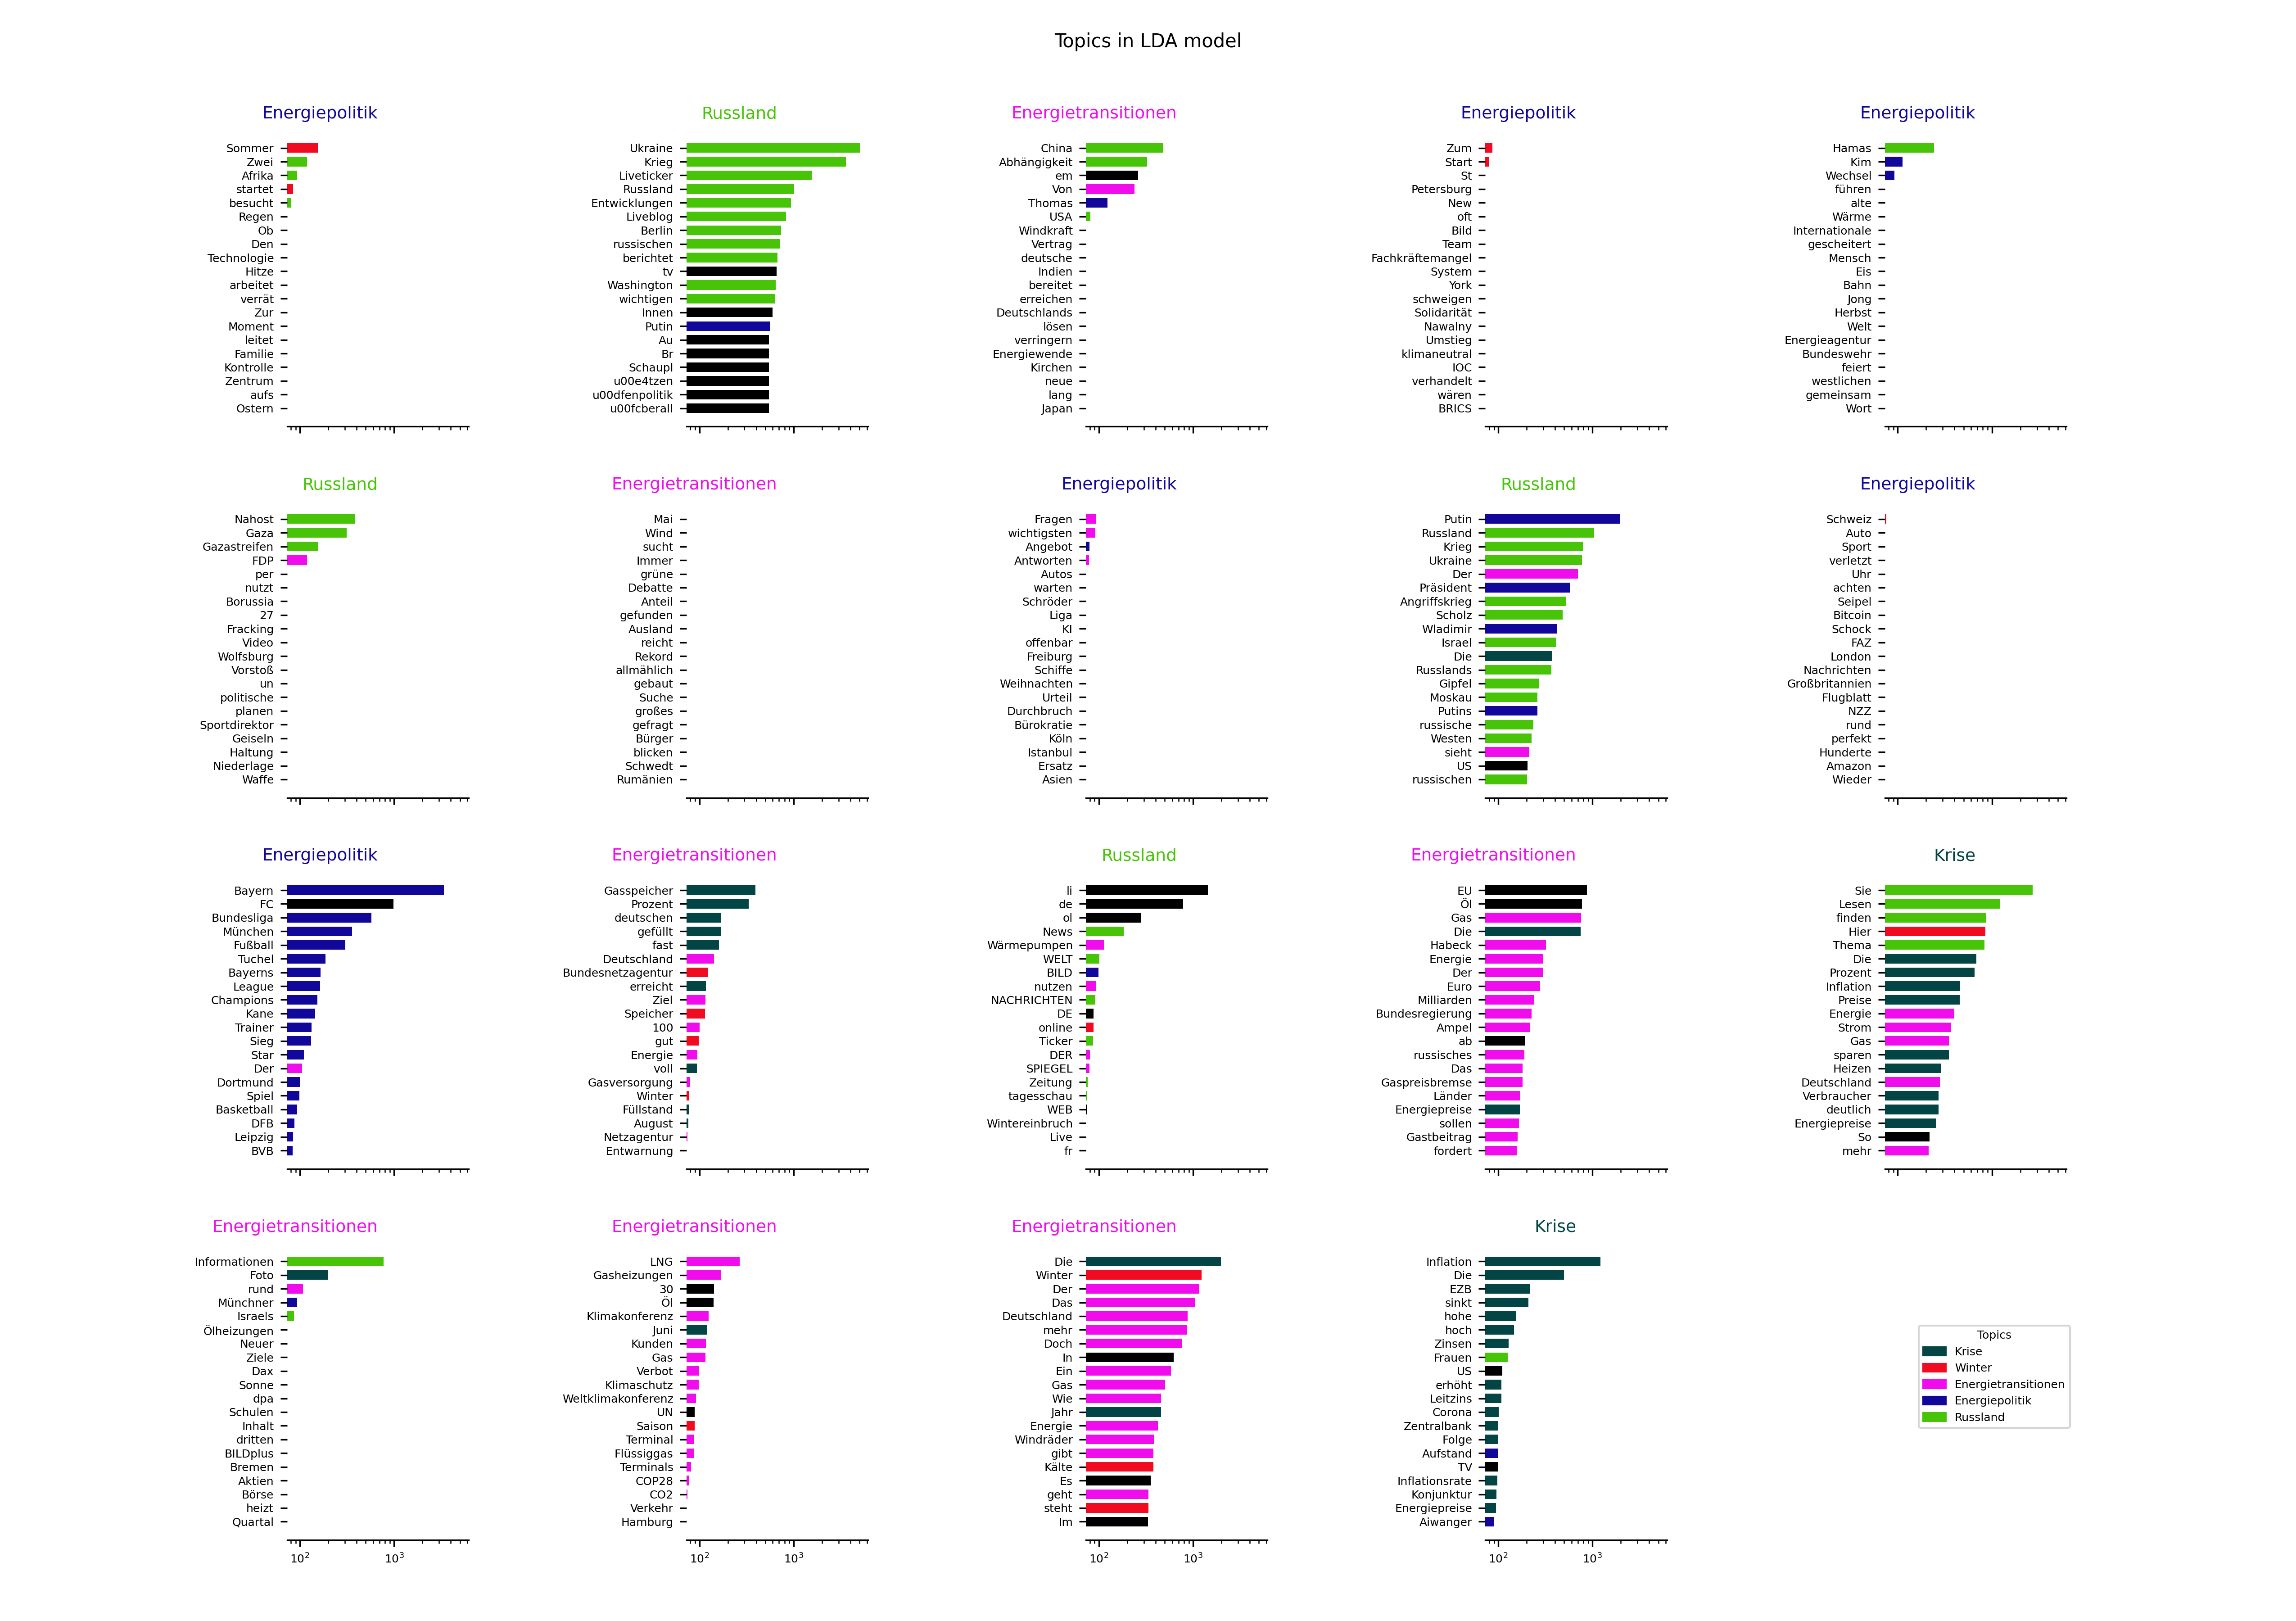 Topics in LDA model
Energiepolitik
Sommer
Zwei
Afrika
startet
besucht
Regen
Ob
Den
Technologie
Hitze
arbeitet
verrät
Zur
Moment
leitet
Familie
Kontrolle
Zentrum
aufs
Ostern
Russland
Ukraine
Krieg
Liveticker
Russland
Entwicklungen
Liveblog
Berlin
russischen
berichtet
tv
Washington
wichtigen
Innen
Putin
Au
Br
Schaupl
u00e4tzen
u00dfenpolitik
u00fcberall
Energietransitionen
China
Abhängigkeit
em
Von
Thomas
USA
Windkraft
Vertrag
deutsche
Indien
bereitet
erreichen
Deutschlands
lösen
verringern
Energiewende
Kirchen
neue
lang
Japan
Energiepolitik
Zum
Start
St
Petersburg
New
oft
Bild
Team
Fachkräftemangel
System
York
schweigen
Solidarität
Nawalny
Umstieg
klimaneutral
IOC
verhandelt
wären
BRICS
Energiepolitik
Hamas
Kim
Wechsel
führen
alte
Wärme
Internationale
gescheitert
Mensch
Eis
Bahn
Jong
Herbst
Welt
Energieagentur
Bundeswehr
feiert
westlichen
gemeinsam
Wort
Russland
Nahost
Gaza
Gazastreifen
FDP
per
nutzt
Borussia
27
Fracking
Video
Wolfsburg
Vorstoß
un
politische
planen
Sportdirektor
Geiseln
Haltung
Niederlage
Waffe
Energietransitionen
Mai
Wind
sucht
Immer
grüne
Debatte
Anteil
gefunden
Ausland
reicht
Rekord
allmählich
gebaut
Suche
großes
gefragt
Bürger
blicken
Schwedt
Rumänien
Energiepolitik
Fragen
wichtigsten
Angebot
Antworten
Autos
warten
Schröder
Liga
KI
offenbar
Freiburg
Schiffe
Weihnachten
Urteil
Durchbruch
Bürokratie
Köln
Istanbul
Ersatz
Asien
Russland
Putin
Russland
Krieg
Ukraine
Der
Präsident
Angriffskrieg
Scholz
Wladimir
Israel
Die
Russlands
Gipfel
Moskau
Putins
russische
Westen
sieht
US
russischen
Energiepolitik
Schweiz
Auto
Sport
verletzt
Uhr
achten
Seipel
Bitcoin
Schock
FAZ
London
Nachrichten
Großbritannien
Flugblatt
NZZ
rund
perfekt
Hunderte
Amazon
Wieder
Energiepolitik
Bayern
FC
Bundesliga
München
Fußball
Tuchel
Bayerns
League
Champions
Kane
Trainer
Sieg
Star
Der
Dortmund
Spiel
Basketball
DFB
Leipzig
BVB
Energietransitionen
Gasspeicher
Prozent
deutschen
gefüllt
fast
Deutschland
Bundesnetzagentur
erreicht
Ziel
Speicher
100
gut
Energie
voll
Gasversorgung
Winter
Füllstand
August
Netzagentur
Entwarnung
Russland
li
de
ol
News
Wärmepumpen
WELT
BILD
nutzen
NACHRICHTEN
DE
online
Ticker
DER
SPIEGEL
Zeitung
tagesschau
WEB
Wintereinbruch
Live
fr
Energietransitionen
EU
Öl
Gas
Die
Habeck
Energie
Der
Euro
Milliarden
Bundesregierung
Ampel
ab
russisches
Das
Gaspreisbremse
Länder
Energiepreise
sollen
Gastbeitrag
fordert
Krise
Sie
Lesen
finden
Hier
Thema
Die
Prozent
Inflation
Preise
Energie
Strom
Gas
sparen
Heizen
Deutschland
Verbraucher
deutlich
Energiepreise
So
mehr
Energietransitionen
Informationen
Foto
rund
Münchner
Israels
Ölheizungen
Neuer
Ziele
Dax
Sonne
dpa
Schulen
Inhalt
dritten
BILDplus
Bremen
Aktien
Börse
heizt
Quartal
10² 10³
Energietransitionen
LNG
Gasheizungen
30
Öl
Klimakonferenz
Juni
Kunden
Gas
Verbot
Klimaschutz
Weltklimakonferenz
UN
Saison
Terminal
Flüssiggas
Terminals
COP28
CO2
Verkehr
Hamburg
10² 10³
Energietransitionen
Die
Winter
Der
Das
Deutschland
mehr
Doch
In
Ein
Gas
Wie
Jahr
Energie
Windräder
gibt
Kälte
Es
geht
steht
Im
10² 10³
Krise
Inflation
Die
EZB
sinkt
hohe
hoch
Zinsen
Frauen
US
erhöht
Leitzins
Corona
Zentralbank
Folge
Aufstand
TV
Inflationsrate
Konjunktur
Energiepreise
Aiwanger
10² 10³
Topics
Krise
Winter
Energietransitionen
Energiepolitik
Russland